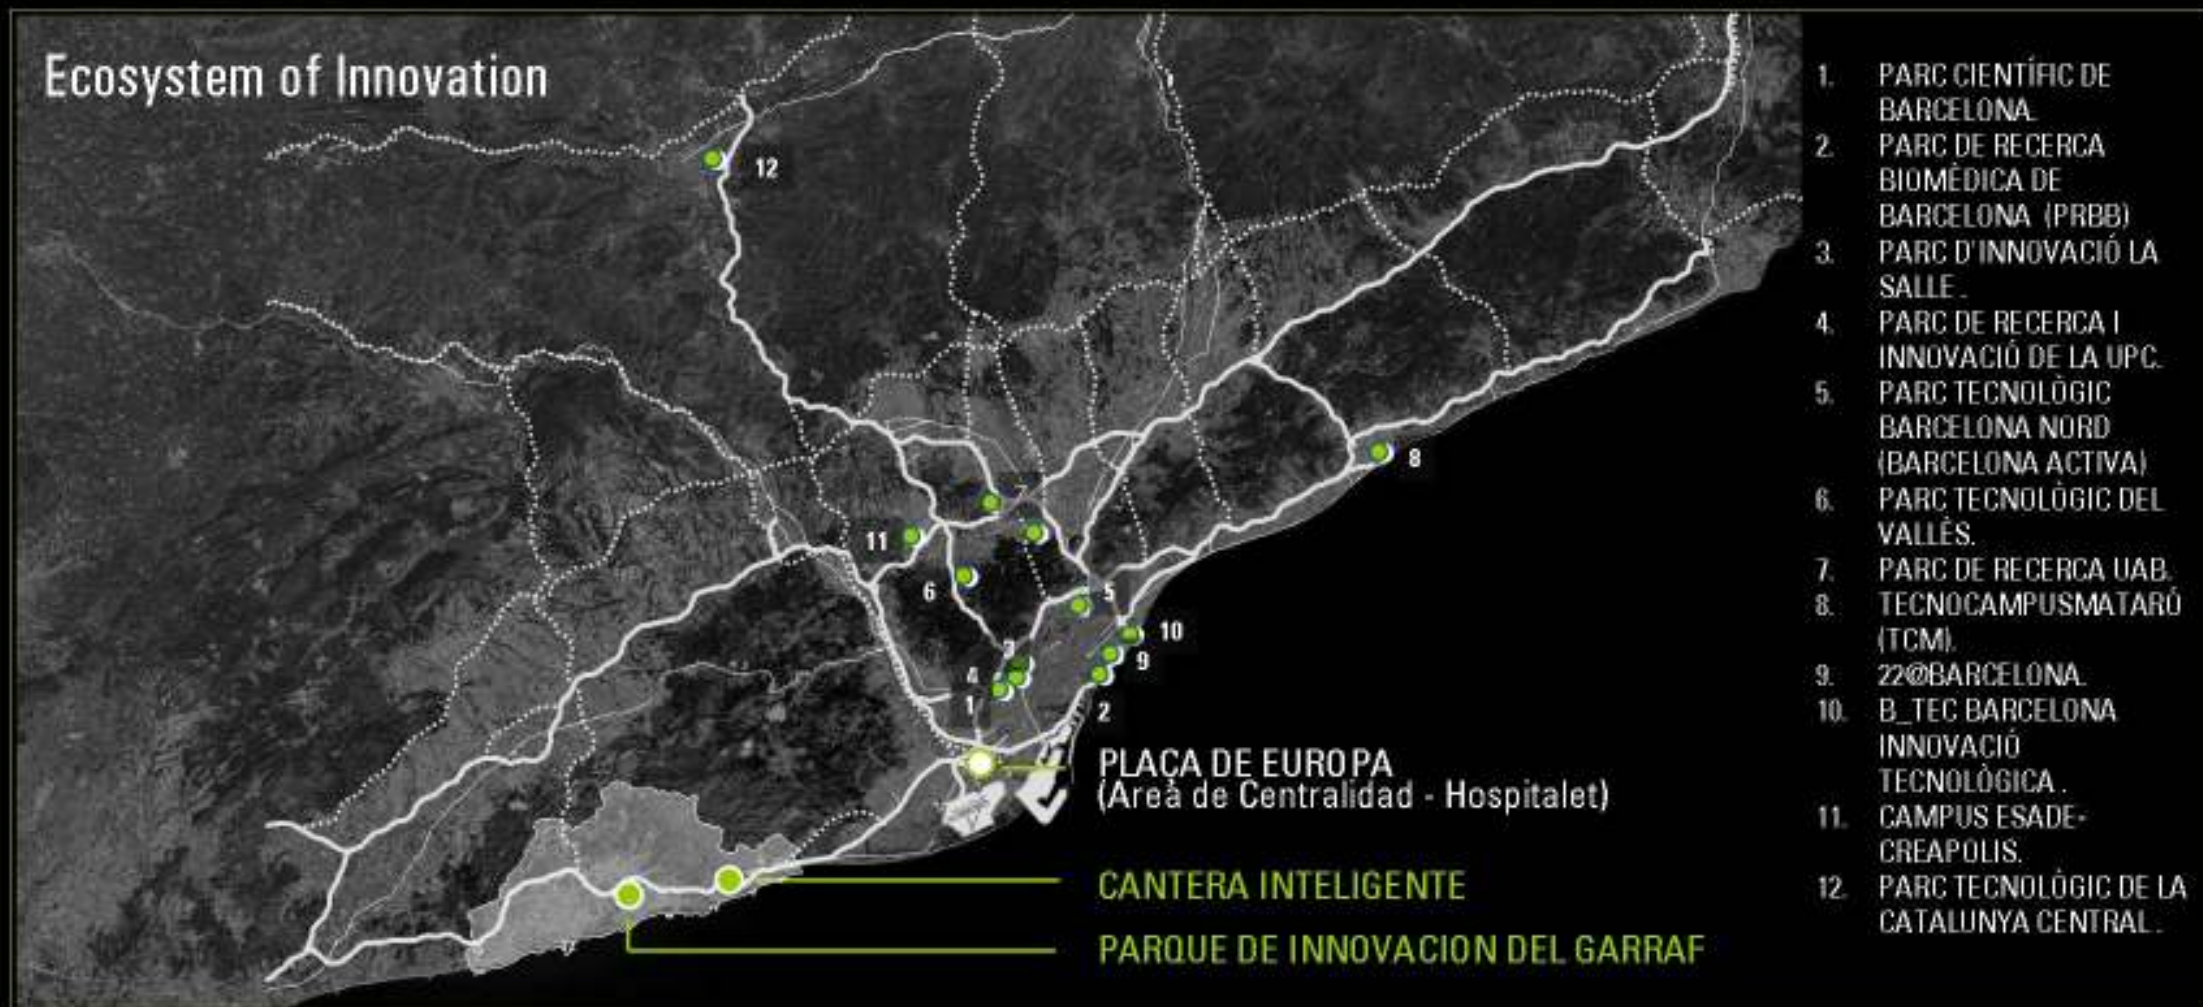 Ecosystem of Innovation
12
8
7
11
6
5
10
9
3
4
1
2
PLAÇA DE EUROPA
(Area de Centralidad - Hospitalet)
CANTERA INTELIGENTE
PARQUE DE INNOVACION DEL GARRAF
1. PARC CIENTÍFIC DE
BARCELONA.
2. PARC DE RECERCA
BIOMÈDICA DE
BARCELONA (PRBB)
3. PARC D'INNOVACIÓ LA
SALLE.
4. PARC DE RECERCA I
INNOVACIÓ DE LA UPC.
5. PARC TECNOLÒGIC
BARCELONA NORD
(BARCELONA ACTIVA)
6. PARC TECNOLÒGIC DEL
VALLÈS.
7. PARC DE RECERCA UAB.
8. TECNOCAMPUSMATARÓ
(TCM).
9. 22@BARCELONA.
10. B_TEC BARCELONA
INNOVACIÓ
TECNOLÒGICA.
11. CAMPUS ESADE-
CREAPOLIS.
12. PARC TECNOLÒGIC DE LA
CATALUNYA CENTRAL.